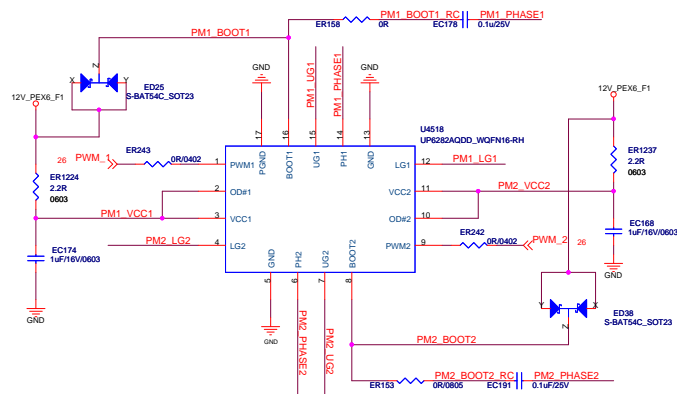 ER158 0R PM1_BOOT1_RC EC178 PM1_PHASE1 0.1u/25V
PM1_BOOT1
Z
X Y
ED25
S-BAT54C_SOT23
12V_PEX6_F1
GND
PM1_UG1
PM1_PHASE1
GND
12V_PEX6_F1
17 16 15 14 13
U4518
UP6282AQDD_WQFN16-RH
ER243
26 PWM_1 0R/0402
ER1224
2.2R
0603
PM1_VCC1
EC174
1uF/16V/0603
GND
PM2_LG2
1 PWM1
2 OD#1
3 VCC1
4 LG2
PGND BOOT1 UG1 PH1 GND
LG1 12 PM1_LG1
VCC2 11 PM2_VCC2
OD#2 10
PWM2 9
GND PH2 UG2 BOOT2
5 6 7 8
ER1237
2.2R
0603
ER242
0R/0402 PWM_2 26
EC168
1uF/16V/0603
GND
GND
PM2_PHASE2
PM2_UG2
Y X
Z
ED38
S-BAT54C_SOT23
PM2_BOOT2
ER153 0R/0805 PM2_BOOT2_RC EC191 PM2_PHASE2 0.1uF/25V